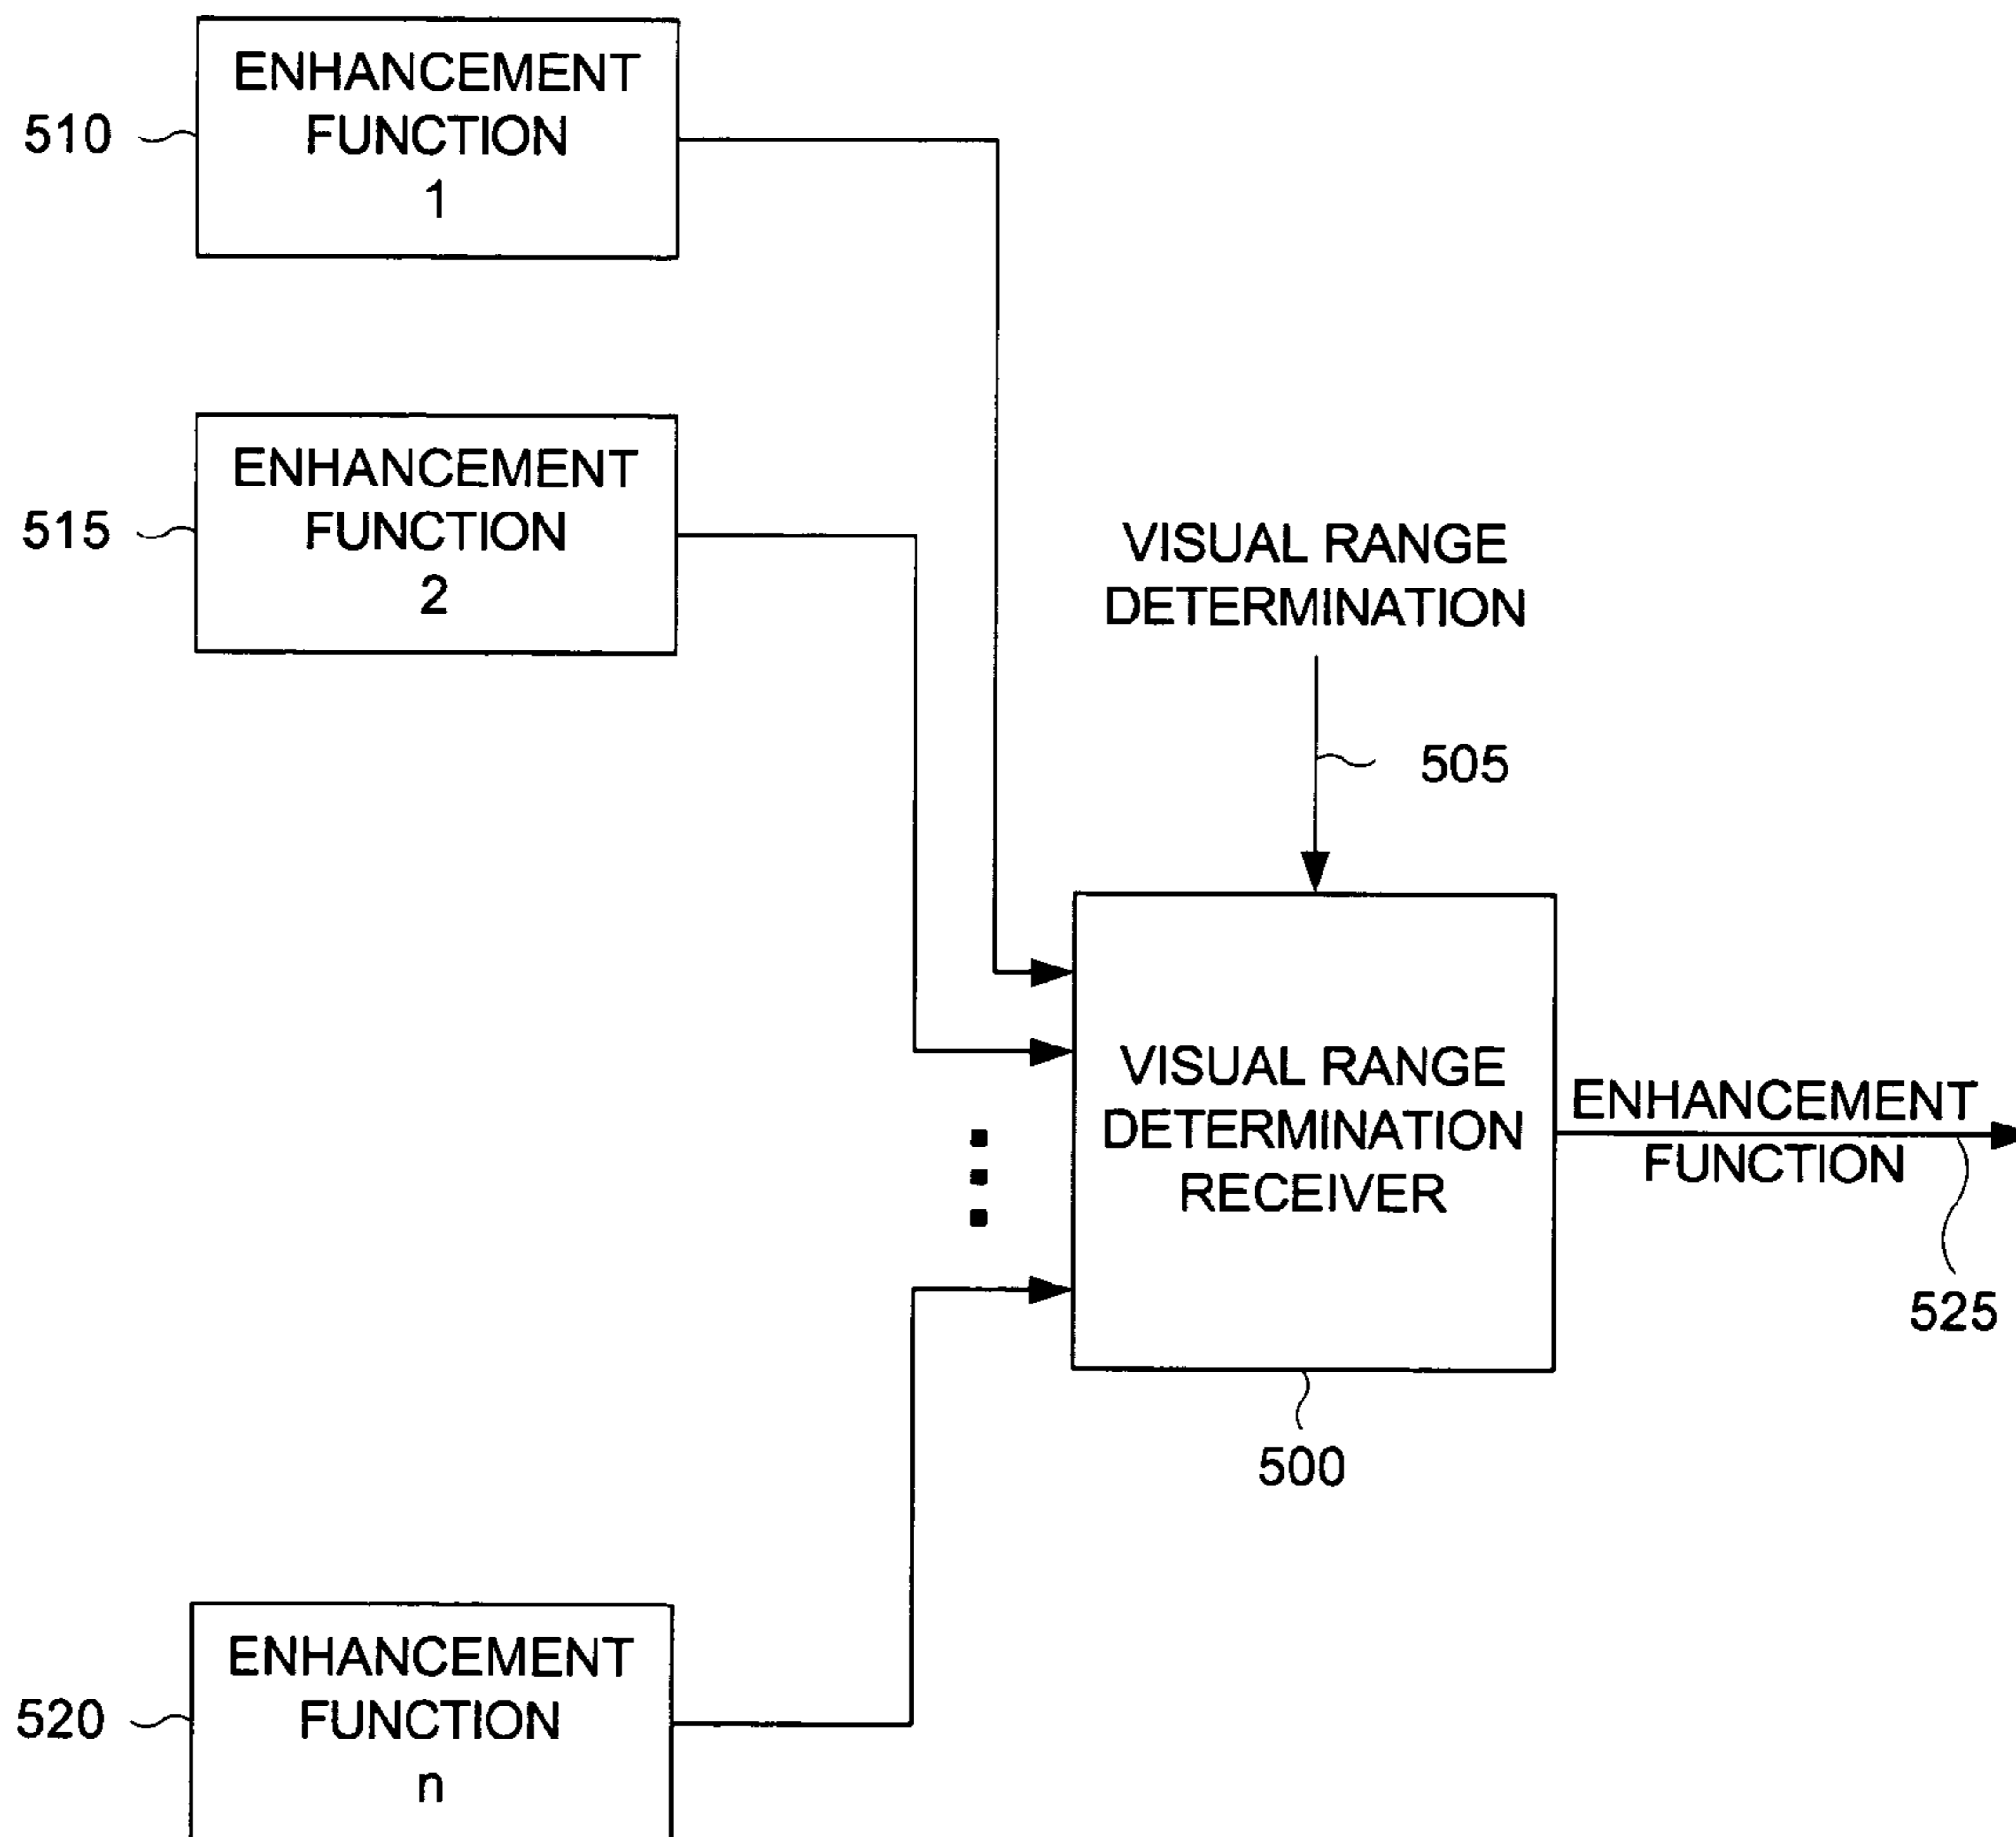 ENHANCEMENT
FUNCTION
1
510
ENHANCEMENT
FUNCTION
2
515
VISUAL RANGE
DETERMINATION
505
VISUAL RANGE
DETERMINATION
RECEIVER
ENHANCEMENT
FUNCTION
525
500
ENHANCEMENT
FUNCTION
n
520